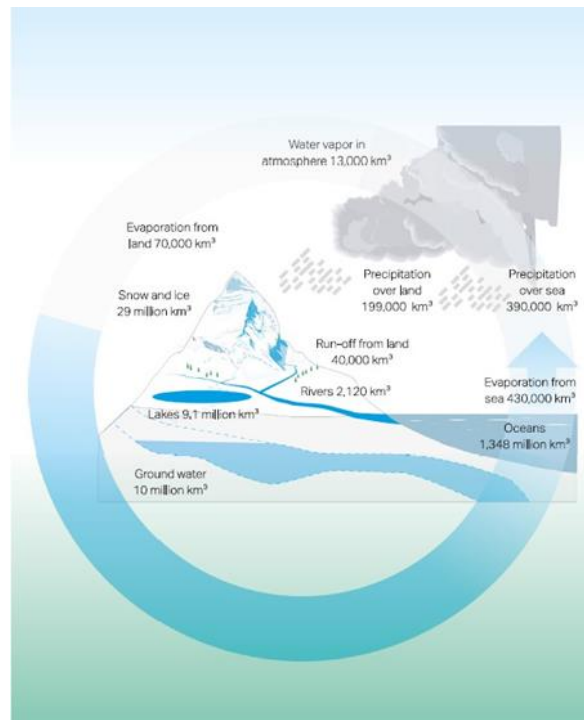 Water vapor in
atmosphere 13,000 km³
Evaporation from
land 70,000 km³
Snow and ice
29 million km³
Precipitation
over land
199,000 km³
Precipitation
over sea
390,000 km³
Run-off from land
40,000 km³
Rivers 2,120 km³
Evaporation from
sea 430,000 km³
Lakes 9,1 million km³
Oceans
1,348 million km³
Ground water
10 million km³